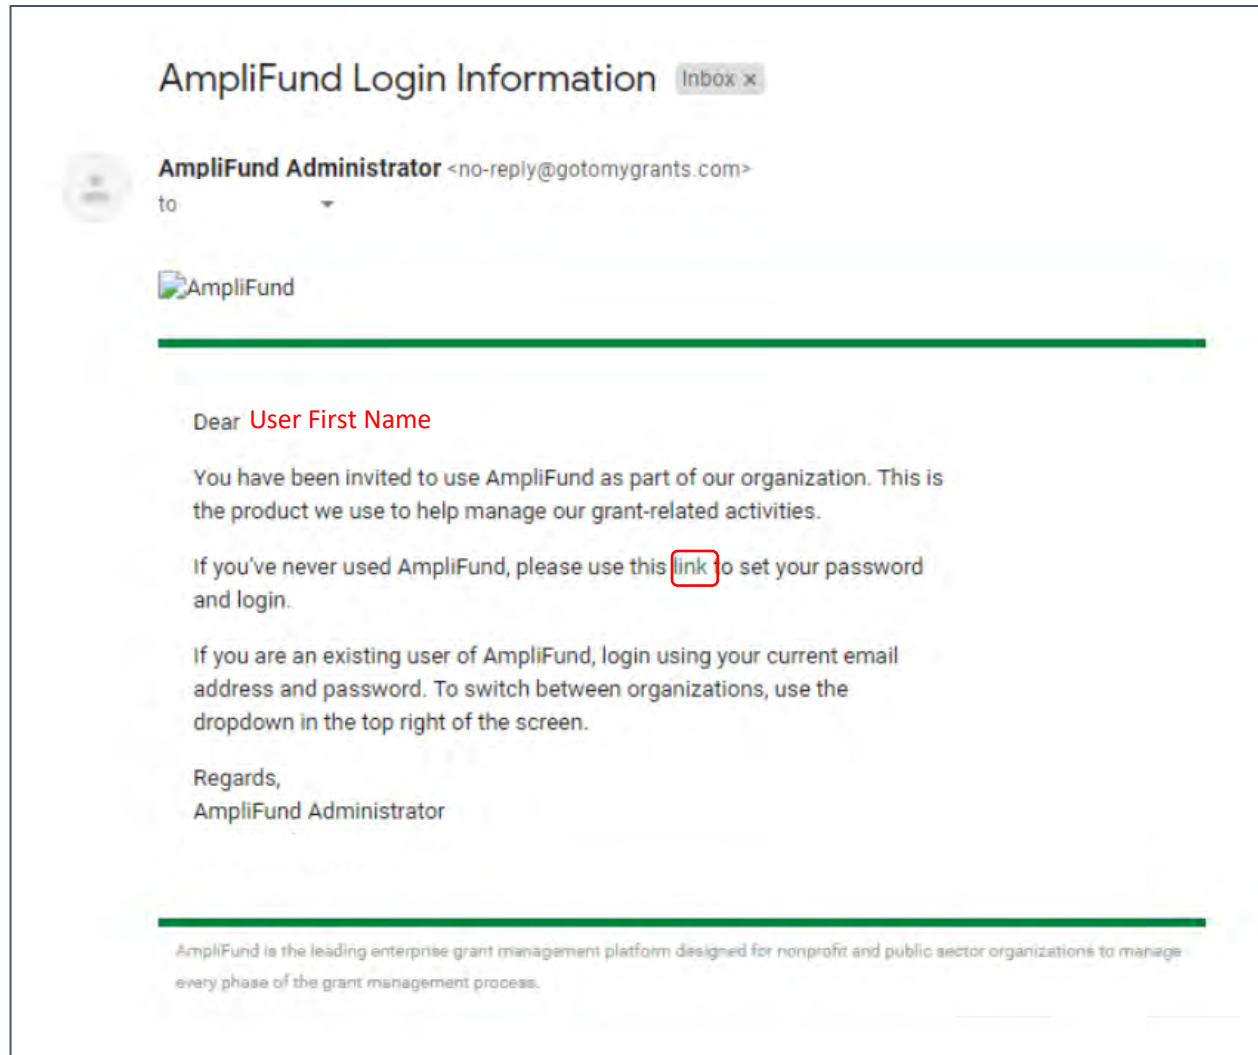 AmpliFund Login Information Inbox x
AmpliFund Administrator <no-reply@gotomygrants.com>
to
AmpliFund
Dear User First Name
You have been invited to use AmpliFund as part of our organization. This is
the product we use to help manage our grant-related activities.
If you've never used AmpliFund, please use this link to set your password
and login.
If you are an existing user of AmpliFund, login using your current email
address and password. To switch between organizations, use the
dropdown in the top right of the screen.
Regards,
AmpliFund Administrator
AmpliFund is the leading enterprise grant management platform designed for nonprofit and public sector organizations to manage
every phase of the grant management process.